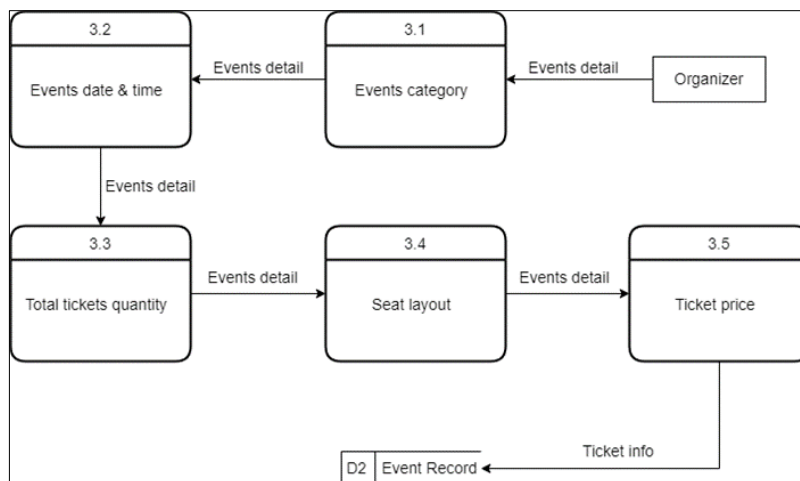 3.2
3.1
Events date & time
Events detail
Events category
Events detail
Organizer
Events detail
3.3
3.4
3.5
Total tickets quantity
Events detail
Seat layout
Events detail
Ticket price
Ticket info
D2
Event Record